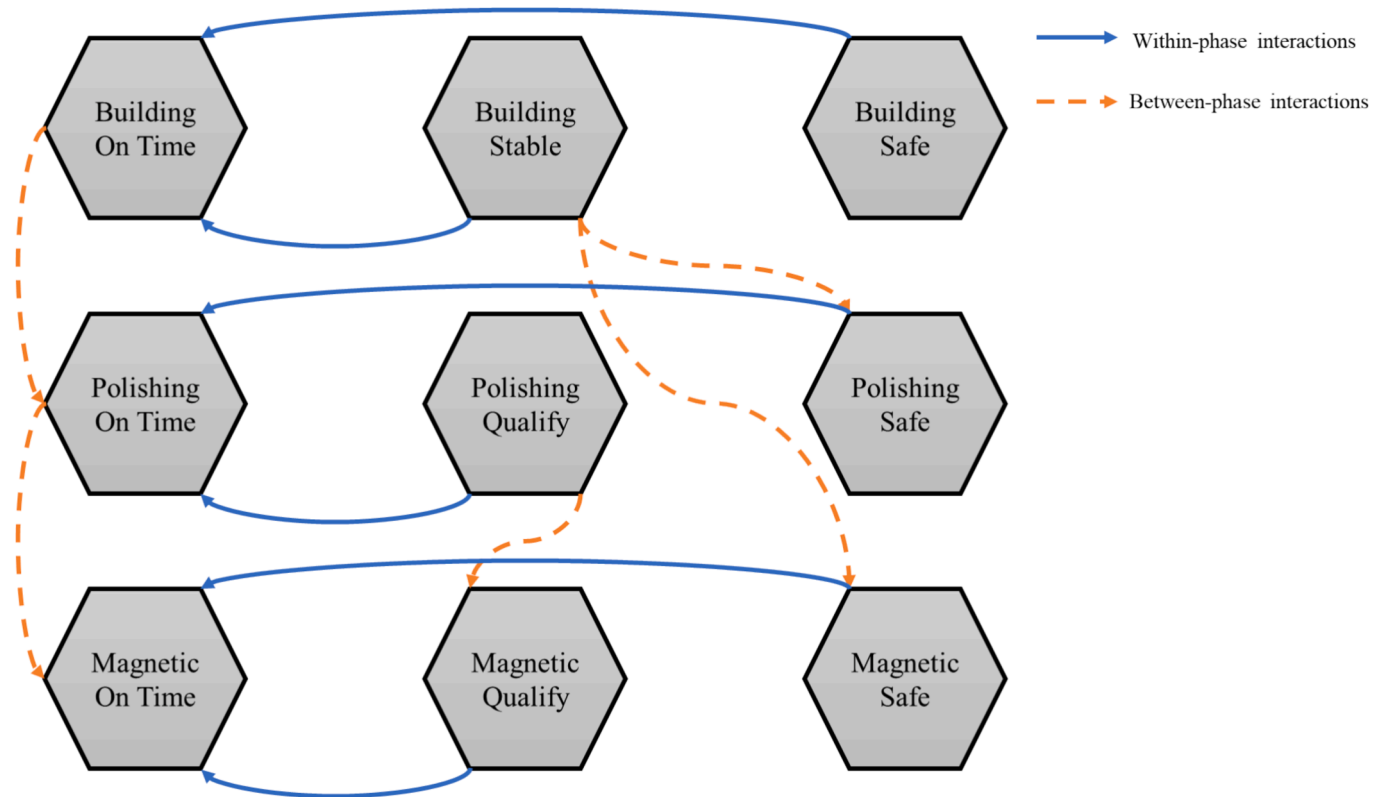 Within-phase interactions
Between-phase interactions
Building
On Time
Building
Stable
Building
Safe
Polishing
On Time
Polishing
Qualify
Polishing
Safe
Magnetic
On Time
Magnetic
Qualify
Magnetic
Safe